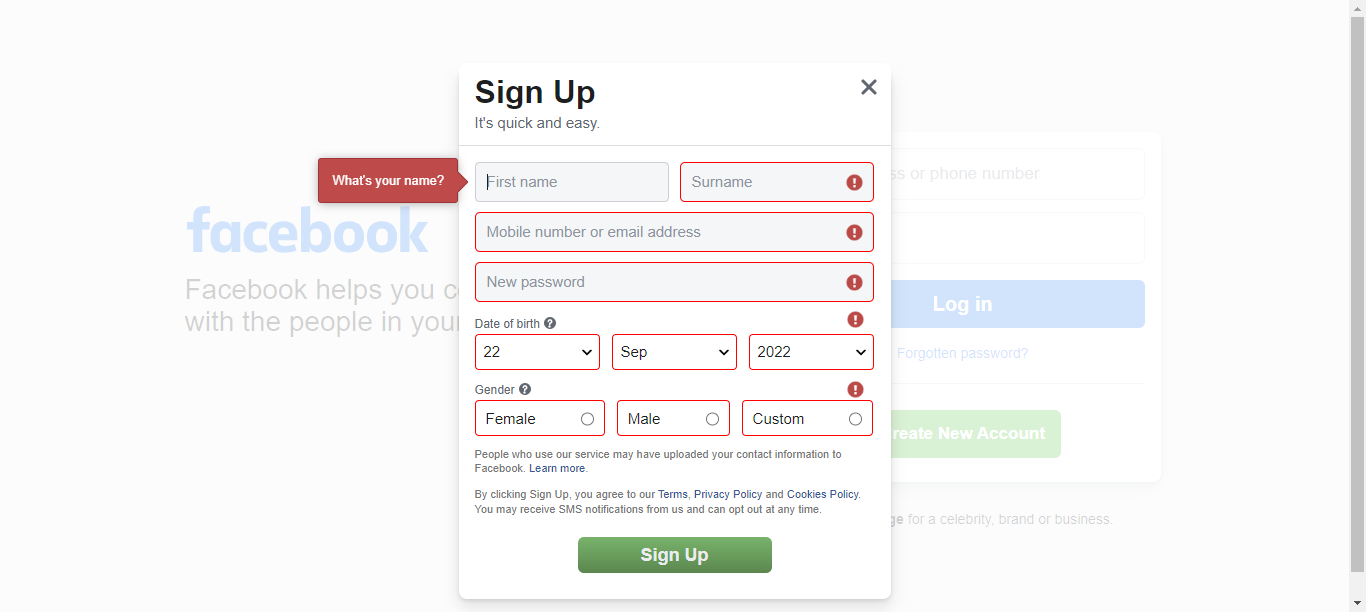 Sign Up
It's quick and easy.
What's your name?
First name
Surname
Mobile number or email address
New password
Date of birth
22
Sep
2022
Gender
Female
Male
Custom
People who use our service may have uploaded your contact information to
Facebook. Learn more.
By clicking Sign Up, you agree to our Terms, Privacy Policy and Cookies Policy.
You may receive SMS notifications from us and can opt out at any time.
Sign Up
facebook
Facebook helps you
with the people in your
or phone number
Log in
Forgotten password?
New Account
for a celebrity, brand or business.